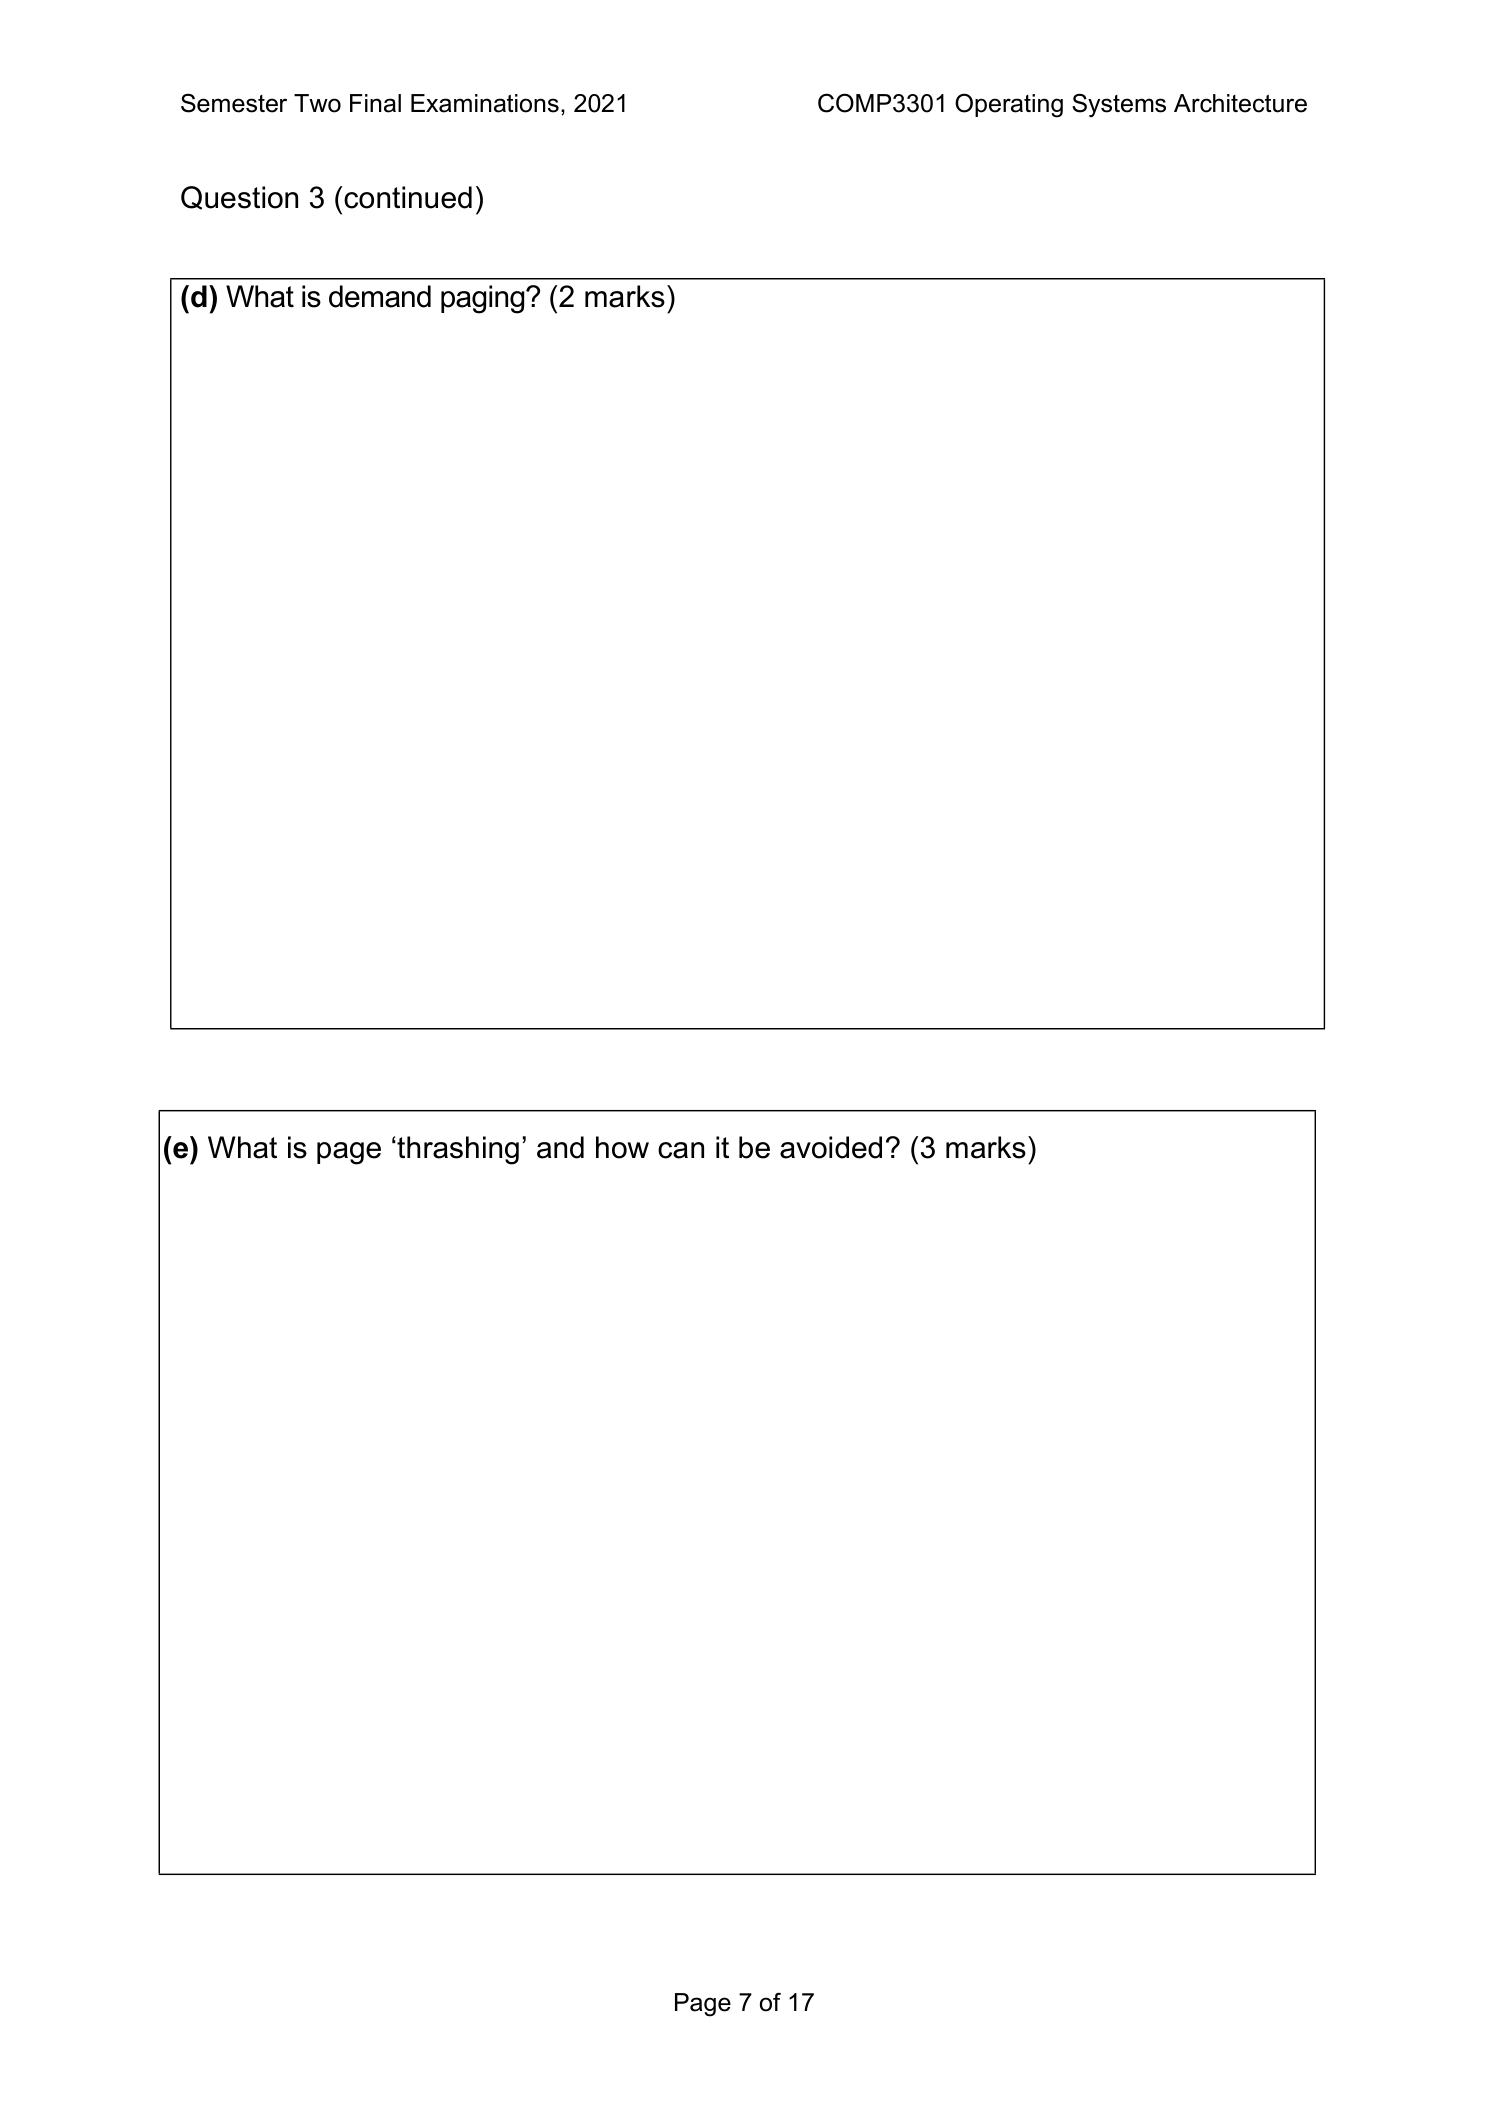 Semester Two Final Examinations, 2021 COMP3301 Operating Systems Architecture
Question 3 (continued)
(d) What is demand paging? (2 marks)
(e) What is page ‘thrashing’ and how can it be avoided? (3 marks)
Page 7 of 17